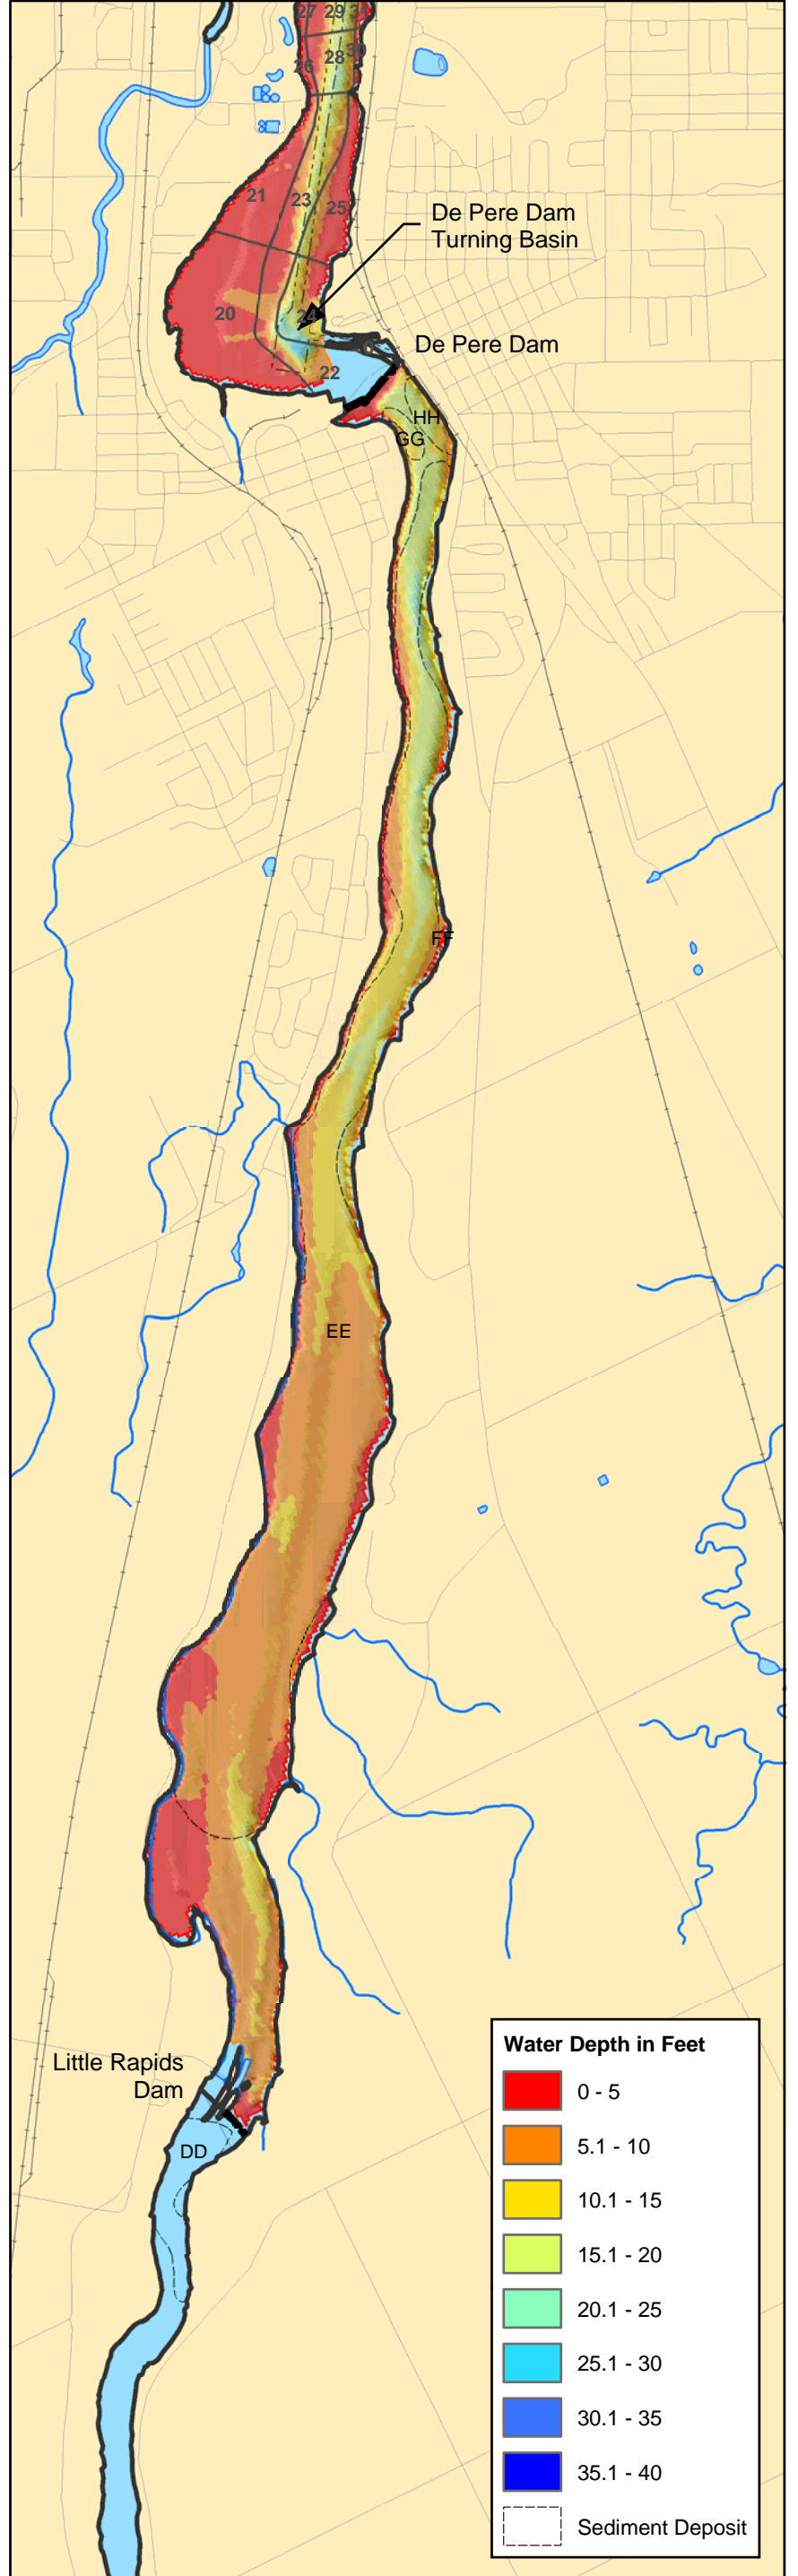 27 29
26 28 30
21 23 25
De Pere Dam
Turning Basin
20 24
De Pere Dam
22
HH
GG
FF
EE
Little Rapids
Dam
DD
Water Depth in Feet
0 - 5
5.1 - 10
10.1 - 15
15.1 - 20
20.1 - 25
25.1 - 30
30.1 - 35
35.1 - 40
Sediment Deposit